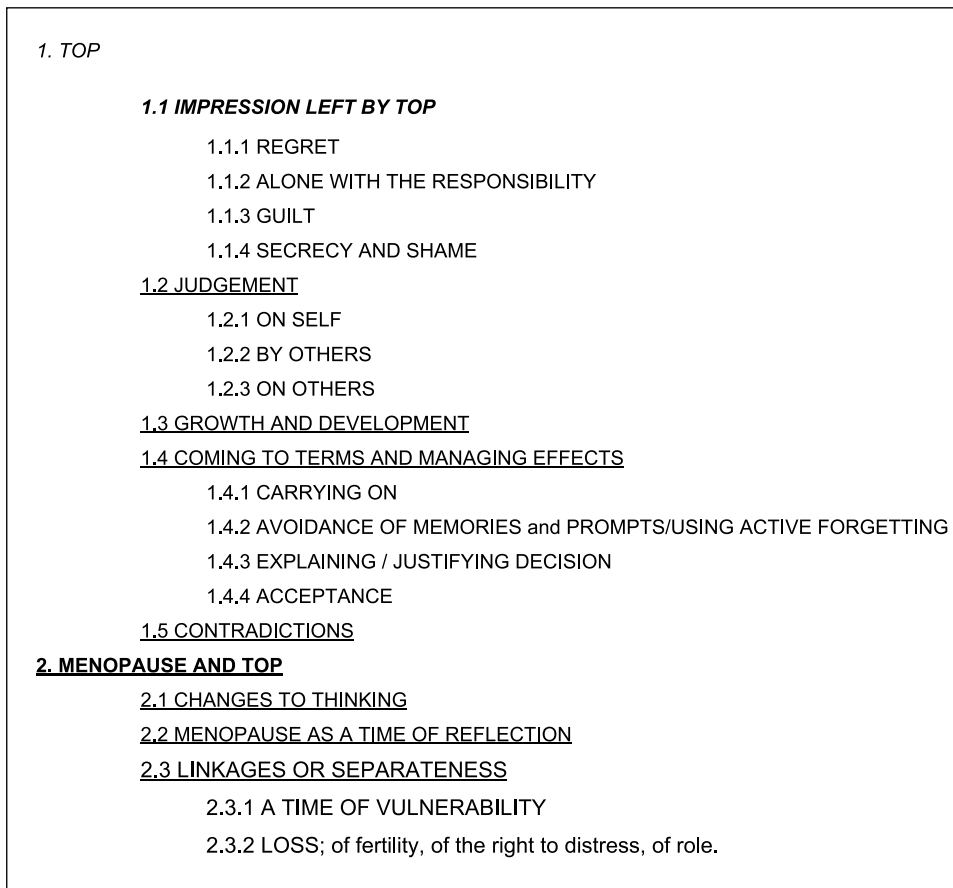 1. TOP
1.1 IMPRESSION LEFT BY TOP
1.1.1 REGRET
1.1.2 ALONE WITH THE RESPONSIBILITY
1.1.3 GUILT
1.1.4 SECRECY AND SHAME
1.2 JUDGEMENT
1.2.1 ON SELF
1.2.2 BY OTHERS
1.2.3 ON OTHERS
1.3 GROWTH AND DEVELOPMENT
1.4 COMING TO TERMS AND MANAGING EFFECTS
1.4.1 CARRYING ON
1.4.2 AVOIDANCE OF MEMORIES and PROMPTS/USING ACTIVE FORGETTING
1.4.3 EXPLAINING / JUSTIFYING DECISION
1.4.4 ACCEPTANCE
1.5 CONTRADICTIONS
2. MENOPAUSE AND TOP
2.1 CHANGES TO THINKING
2.2 MENOPAUSE AS A TIME OF REFLECTION
2.3 LINKAGES OR SEPARATENESS
2.3.1 A TIME OF VULNERABILITY
2.3.2 LOSS; of fertility, of the right to distress, of role.